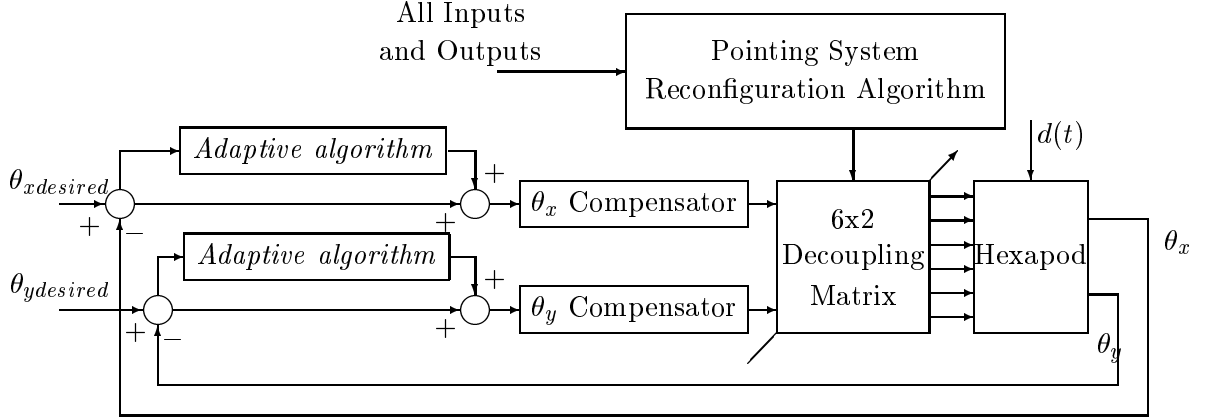 All Inputs
and Outputs
Pointing System
Reconfiguration Algorithm
d(t)
Adaptive algorithm
θxdesired
+
−
+
+
θx Compensator
Adaptive algorithm
θydesired
+
−
+
+
θy Compensator
6x2
Decoupling
Matrix
Hexapod
θx
θy